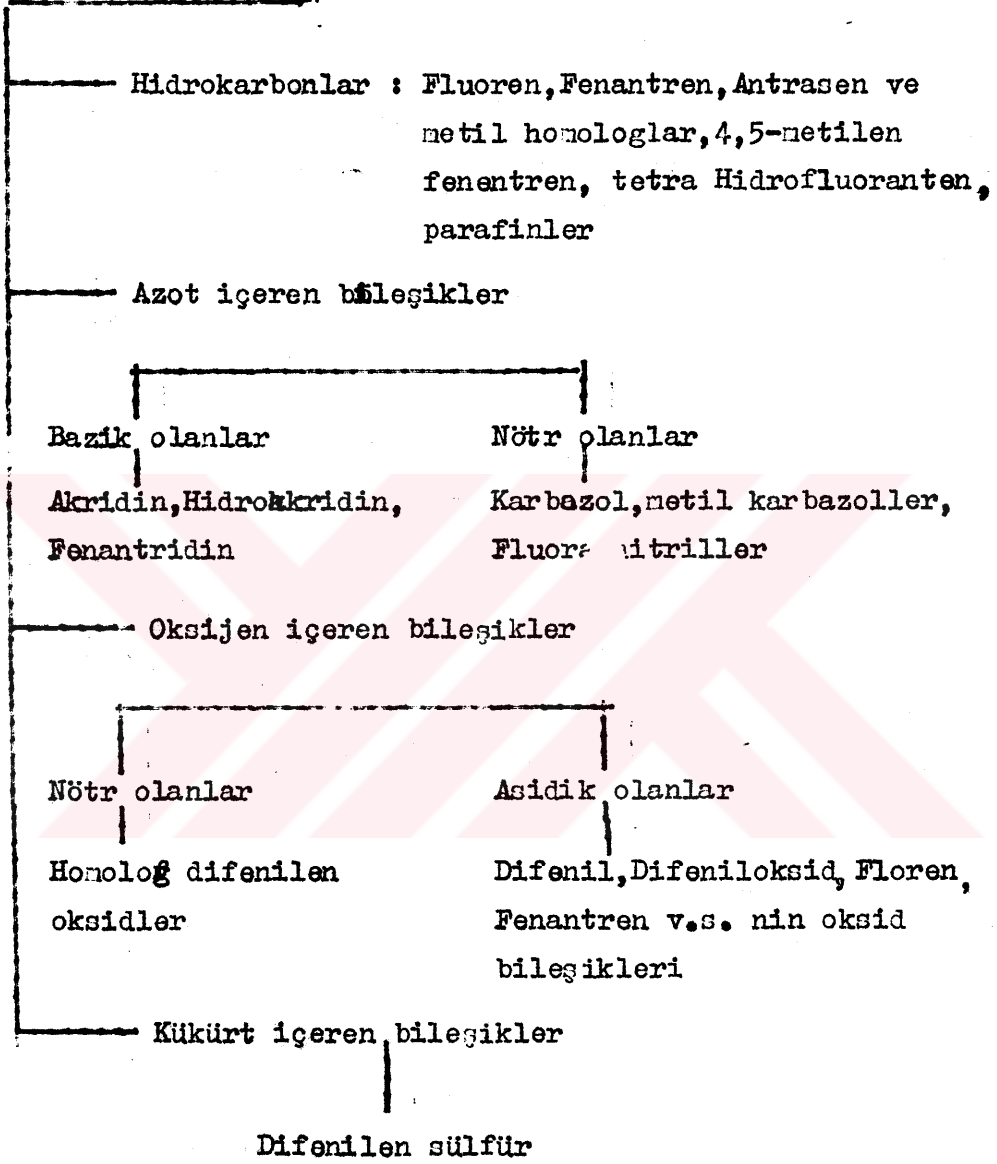 Hidrokarbonlar : Fluoren,Fenantren,Antrasen ve
metil homologlar,4,5-metilen
fenentren, tetra Hidrofluoranten,
parafinler
Azot içeren bileşikler
Bazik olanlar Nötr olanlar
Akridin,Hidroakridin, Karbazol,metil karbazoller,
Fenantridin nitriller
Oksijen içeren bileşikler
Nötr olanlar Asidik olanlar
Homolog difenilen Difenil,Difeniloksid, Floren,
oksidler Fenantren v.s. nin oksid
bileşikleri
Kükürt içeren bileşikler
Difenilen sülfür